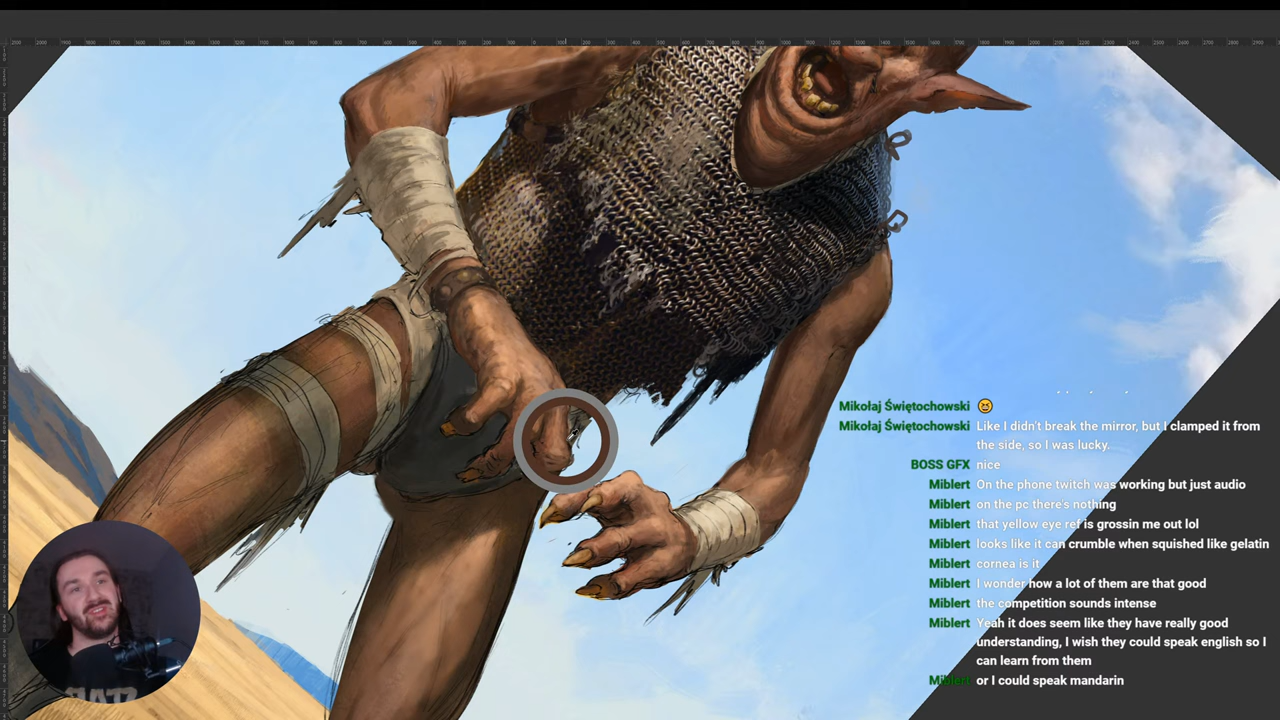 Mikołaj Świętochowski 😆
Mikołaj Świętochowski Like I didn't break the mirror, but I clamped it from
the side, so I was lucky.
BOSS GFX nice
Miblert On the phone twitch was working but just audio
Miblert on the pc there's nothing
Miblert that yellow eye ref is grossin me out lol
Miblert looks like it can crumble when squished like gelatin
Miblert cornea is it
Miblert I wonder how a lot of them are that good
Miblert the competition sounds intense
Miblert Yeah it does seem like they have really good
understanding, I wish they could speak english so I
can learn from them
Miblert or I could speak mandarin